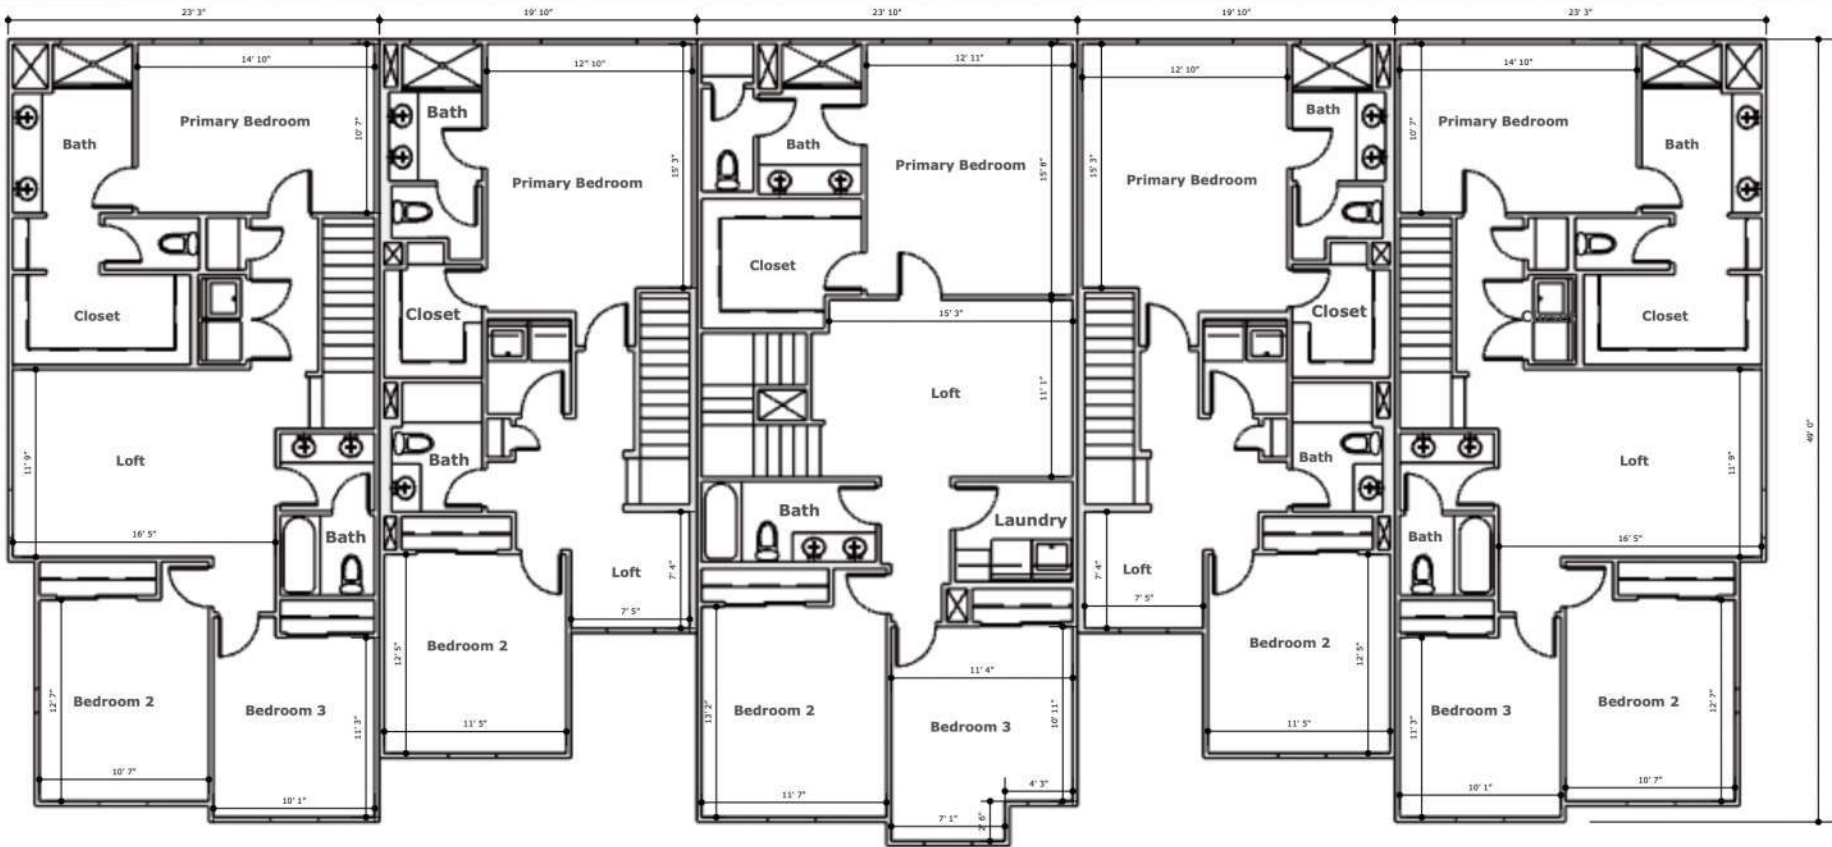 23' 3"
19' 10"
23' 10"
19' 10"
23' 3"
14' 10"
12" 10"
12' 11"
12' 10"
14' 10"
Bath
Primary Bedroom
10' 7"
Bath
Primary Bedroom
15' 3"
Bath
Primary Bedroom
15' 8"
15' 3"
Primary Bedroom
Bath
10' 7"
Primary Bedroom
Bath
49' 0"
Closet
Closet
Closet
15' 3"
Closet
Closet
Loft
11' 9"
16' 5"
Bath
Bath
Loft
7' 4"
7' 5"
Loft
11' 1"
Bath
Laundry
Bath
Loft
7' 4"
7' 5"
Bath
Loft
11' 9"
16' 5"
Bedroom 2
12' 7"
10' 7"
Bedroom 3
11' 3"
10' 1"
Bedroom 2
12' 5"
11' 5"
Bedroom 2
13' 2"
11' 7"
11' 4"
Bedroom 3
10' 11"
4' 3"
7' 1"
2' 6"
Bedroom 2
12' 5"
11' 5"
Bedroom 3
11' 3"
10' 1"
Bedroom 2
12' 7"
10' 7"